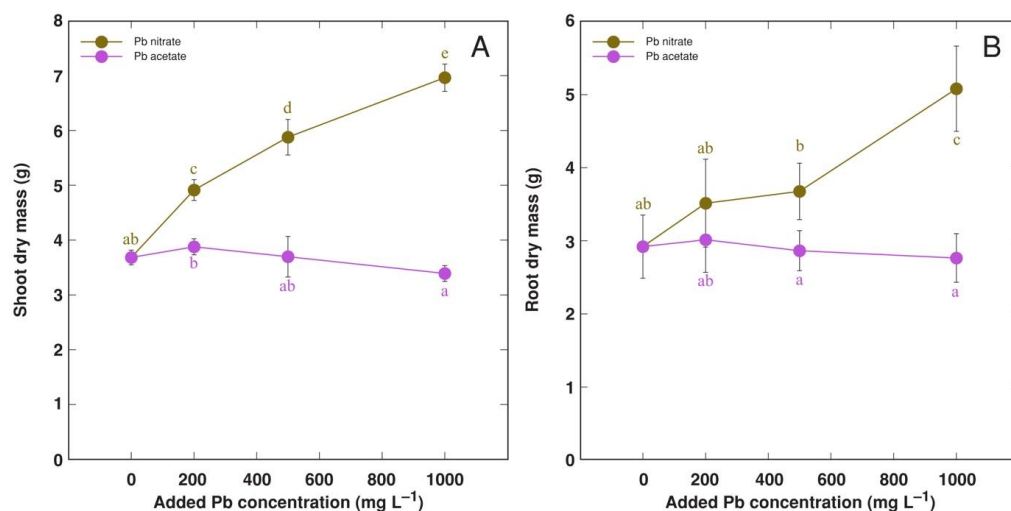 8
7
6
5
4
3
2
1
0
Shoot dry mass (g)
Pb nitrate
Pb acetate
A
ab
c
d
e
b
ab
a
0
200
400
600
800
1000
Added Pb concentration (mg L⁻¹)
6
5
4
3
2
1
0
Root dry mass (g)
Pb nitrate
Pb acetate
B
ab
ab
b
c
ab
a
a
0
200
400
600
800
1000
Added Pb concentration (mg L⁻¹)